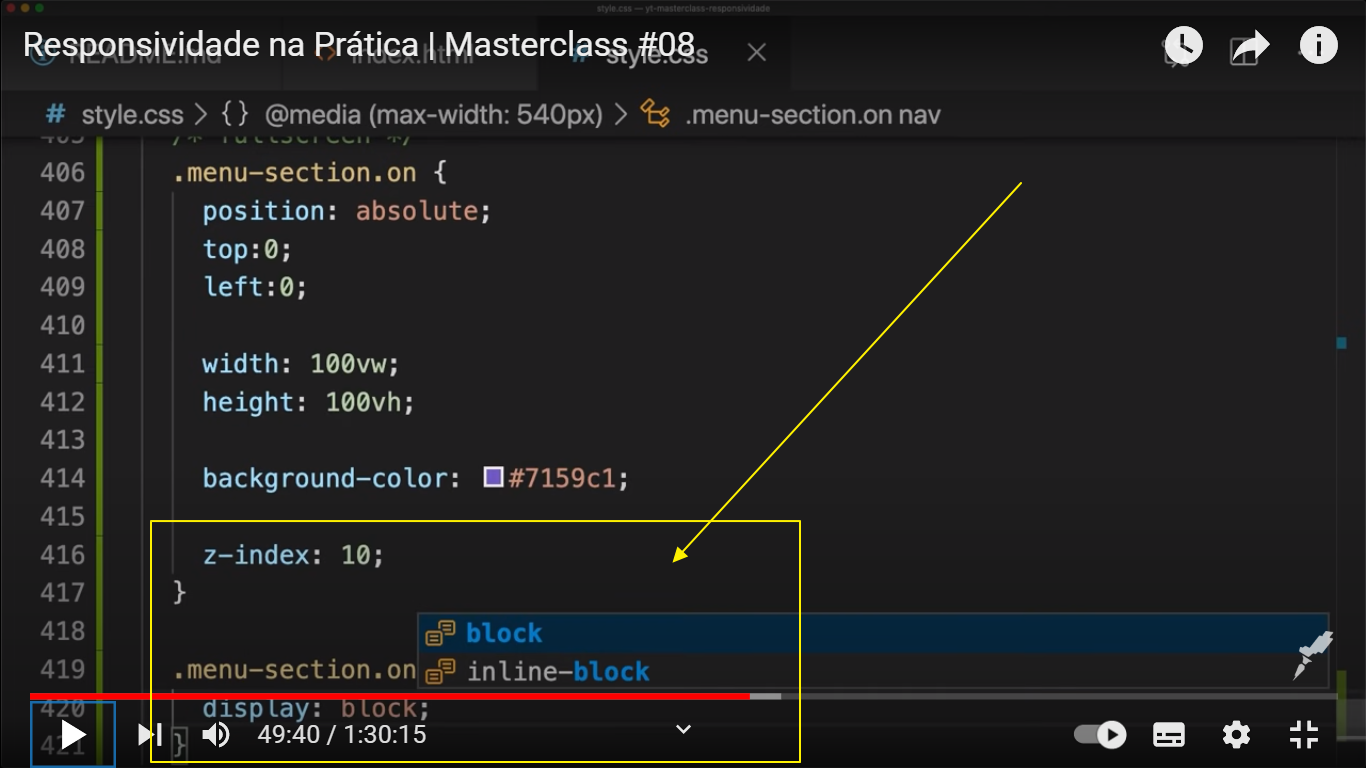 style.css — yt-masterclass-responsividade
Responsividade na Prática | Masterclass #08
README.md
index.html
# style.css
# style.css > {} @media (max-width: 540px) > .menu-section.on nav
405 /* fullscreen */
406 .menu-section.on {
407 position: absolute;
408 top:0;
409 left:0;
410
411 width: 100vw;
412 height: 100vh;
413
414 background-color: #7159c1;
415
416 z-index: 10;
417 }
418
block
419 .menu-section.on
inline-block
420 display: block;
421 }
49:40 / 1:30:15